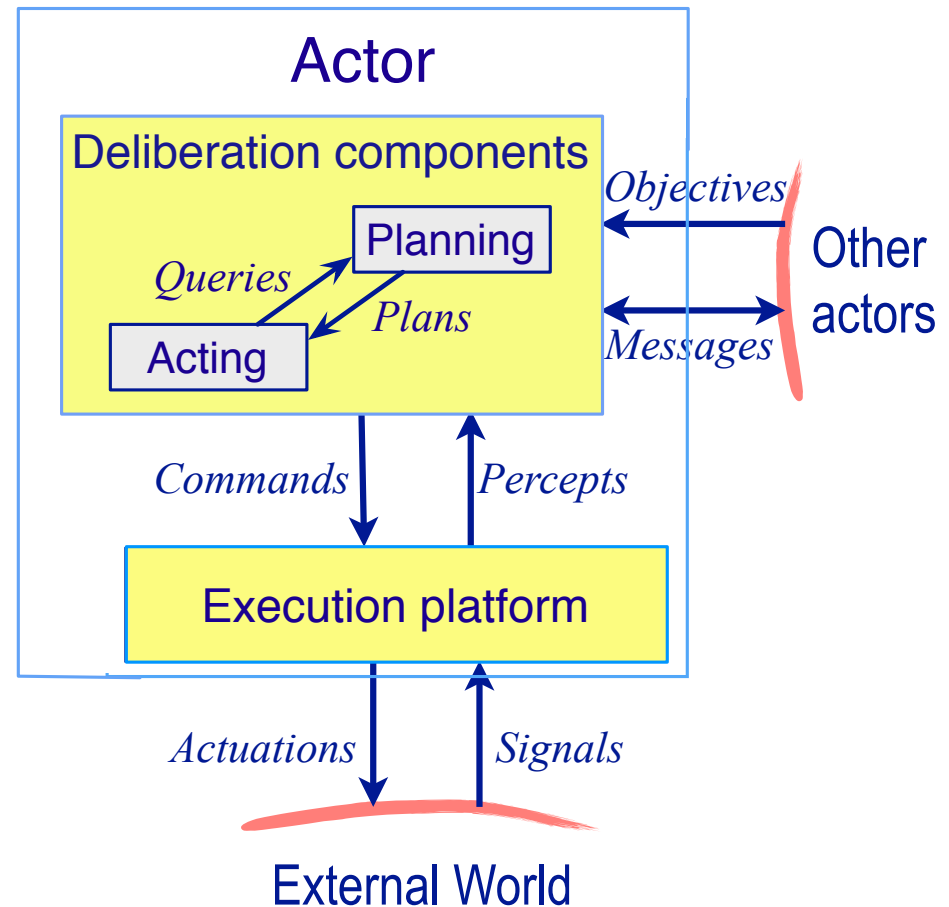 Actor
Deliberation components
Objectives
Planning
Queries
Other
Plans
actors
Acting
Messages
Commands
Percepts
Execution platform
Actuations
Signals
External World